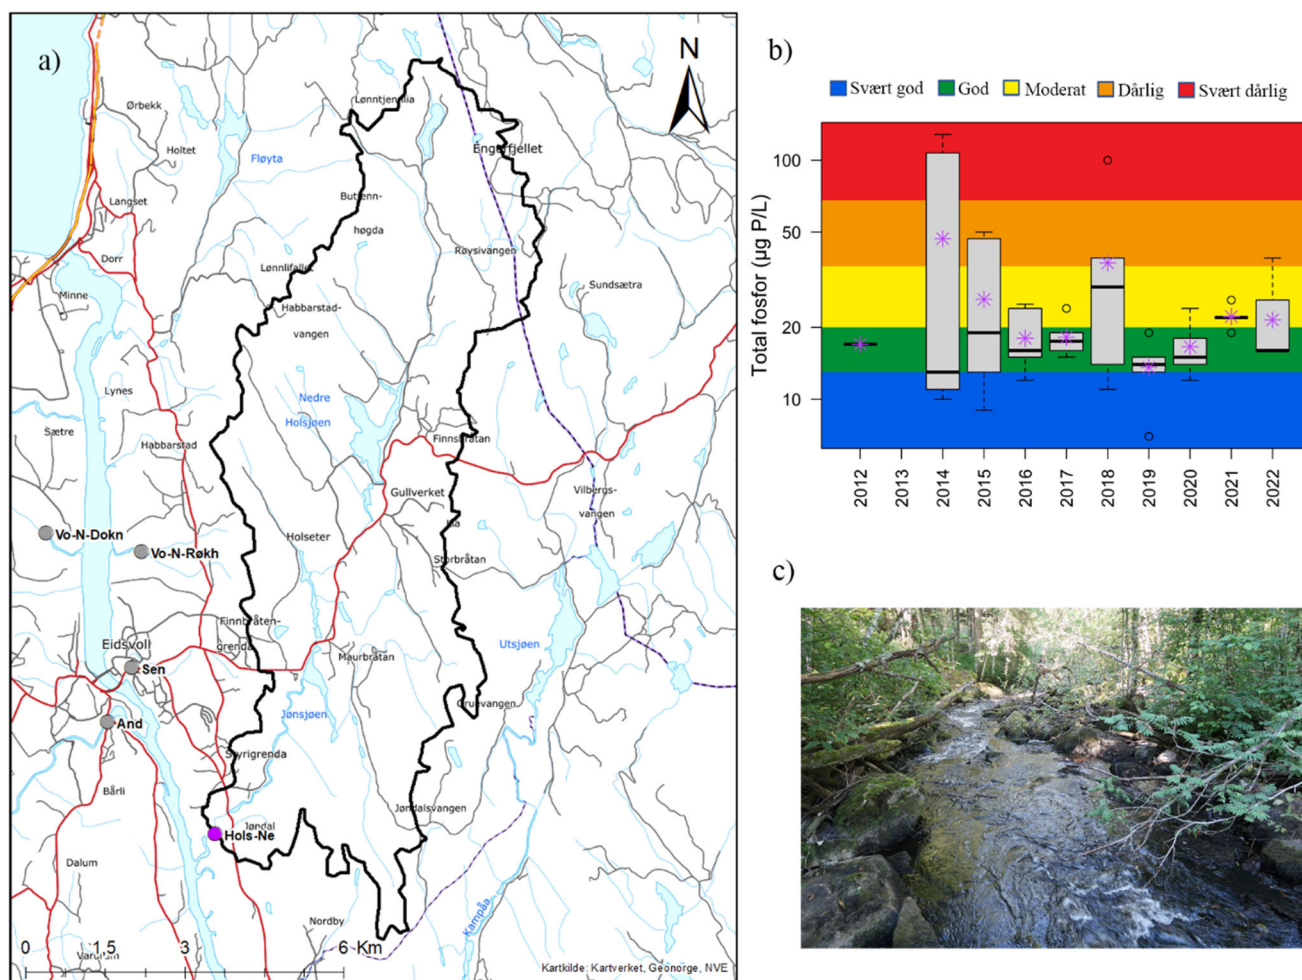 a)
N
Ørbekk
Lønntjennlia
Holtet
Engerfjellet
Fløyta
Langset
Buttjenn-
høgda
Dorr
Røysivangen
Lønnlifallet
Sundsætra
Minne
Habbarstad-
vangen
Lynes
Nedre
Holsjøen
Sætre
Habbarstad
Finnsbråtan
Gullverket
Vilbergs-
vangen
lia
Vo-N-Dokn
Vo-N-Røkh
Holseter
Storbråtan
Finnbråten-
grenda
Eidsvoll
Utsjøen
Sen
Maurbråtan
Gruevangen
Jønsjøen
And
Styrigrenda
Bårli
Jøndalsvangen
Jøndal
Hols-Ne
Dalum
Nordby
Kampåa
0 1,5 3 6 Km
Kartkilde: Kartverket, Geonorge, NVE
b)
Svært god God Moderat Dårlig Svært dårlig
Total fosfor (µg P/L)
100
50
20
10
2012 2013 2014 2015 2016 2017 2018 2019 2020 2021 2022
c)